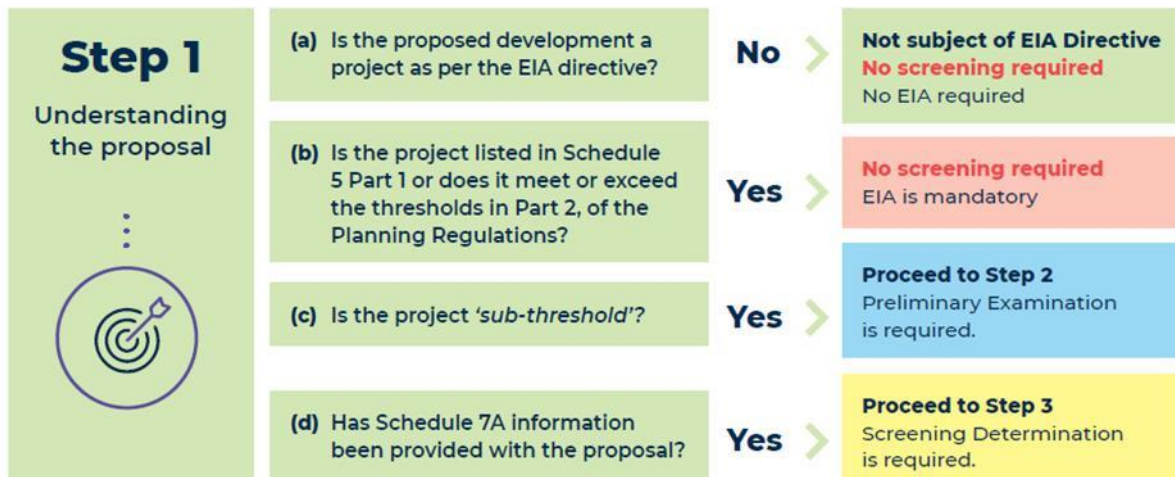 Step 1
Understanding
the proposal
(a) Is the proposed development a
project as per the EIA directive?
No
Not subject of EIA Directive
No screening required
No EIA required
(b) Is the project listed in Schedule
5 Part 1 or does it meet or exceed
the thresholds in Part 2, of the
Planning Regulations?
Yes
No screening required
EIA is mandatory
(c) Is the project ‘sub-threshold’?
Yes
Proceed to Step 2
Preliminary Examination
is required.
(d) Has Schedule 7A information
been provided with the proposal?
Yes
Proceed to Step 3
Screening Determination
is required.